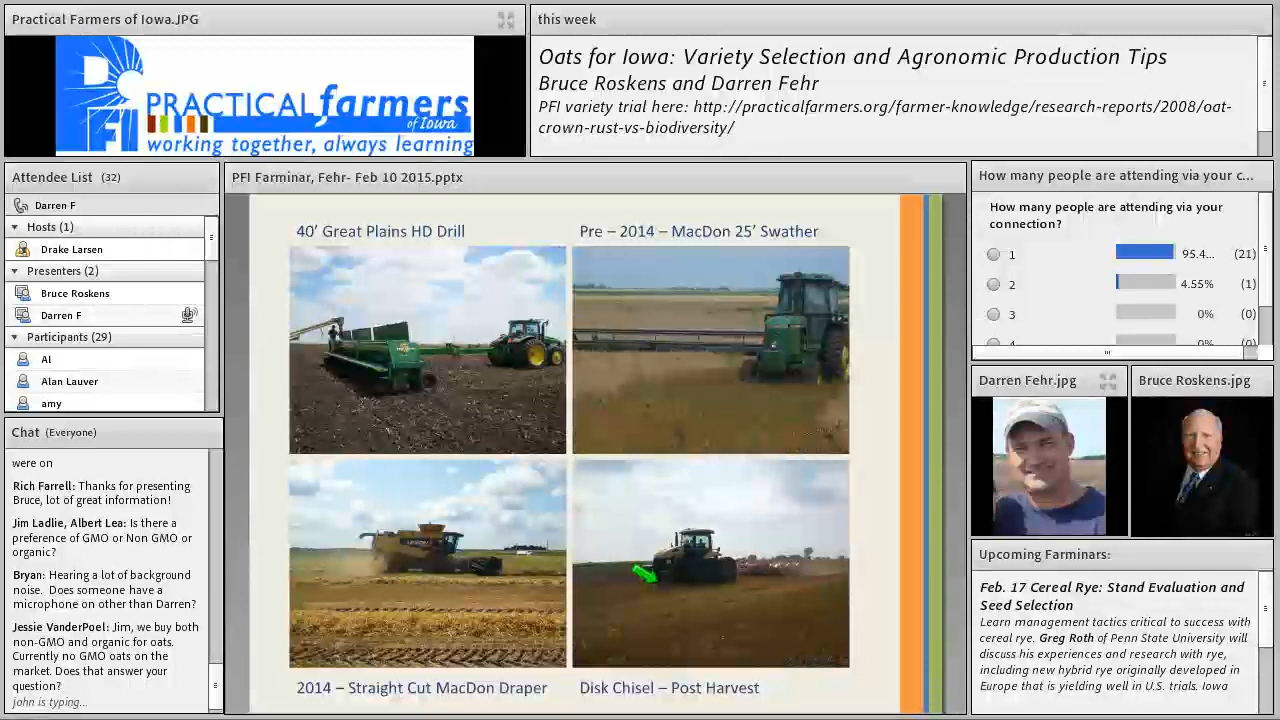 Practical Farmers of Iowa.JPG
PRACTICAL farmers
of Iowa
working together, always learning
PFI
this week
Oats for Iowa: Variety Selection and Agronomic Production Tips
Bruce Roskens and Darren Fehr
PFI variety trial here: http://practicalfarmers.org/farmer-knowledge/research-reports/2008/oat-
crown-rust-vs-biodiversity/
Attendee List (32)
Darren F
Hosts (1)
Drake Larsen
Presenters (2)
Bruce Roskens
Darren F
Participants (29)
Al
Alan Lauver
amy
Chat (Everyone)
were on
Rich Farrell: Thanks for presenting
Bruce, lot of great information!
Jim Ladlie, Albert Lea: Is there a
preference of GMO or Non GMO or
organic?
Bryan: Hearing a lot of background
noise. Does someone have a
microphone on other than Darren?
Jessie VanderPoel: Jim, we buy both
non-GMO and organic for oats.
Currently no GMO oats on the
market. Does that answer your
question?
john is typing...
PFI Farminar, Fehr- Feb 10 2015.pptx
40' Great Plains HD Drill
Pre – 2014 – MacDon 25' Swather
2014 – Straight Cut MacDon Draper
Disk Chisel – Post Harvest
How many people are attending via your c...
How many people are attending via your
connection?
1 95.4... (21)
2 4.55% (1)
3 0% (0)
4 0% (0)
Darren Fehr.jpg
Bruce Roskens.jpg
Upcoming Farminars:
Feb. 17 Cereal Rye: Stand Evaluation and
Seed Selection
Learn management tactics critical to success with
cereal rye. Greg Roth of Penn State University will
discuss his experiences and research with rye,
including new hybrid rye originally developed in
Europe that is yielding well in U.S. trials. Iowa